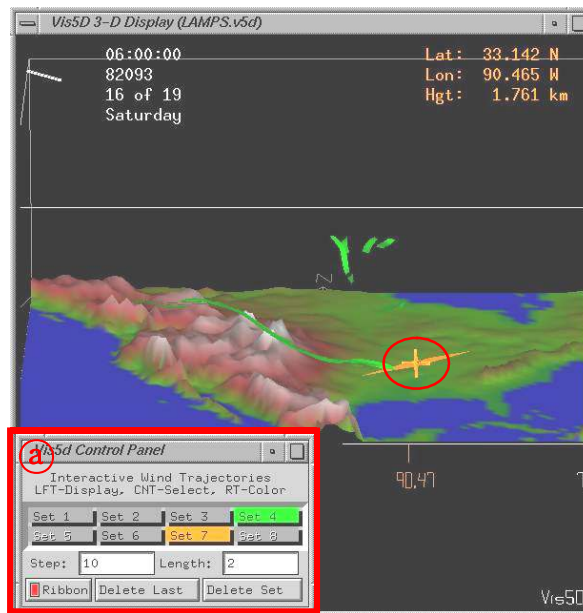 Vis5D 3-D Display (LAMPS.v5d)
06:00:00
82093
16 of 19
Saturday
Lat: 33.142 N
Lon: 90.465 W
Hgt: 1.761 km
N
90.47
7
a
Vis5d Control Panel
Interactive Wind Trajectories
LFT-Display, CNT-Select, RT-Color
Set 1 Set 2 Set 3 Set 4
Set 5 Set 6 Set 7 Set 8
Step: 10 Length: 2
Ribbon Delete Last Delete Set
Vis5D